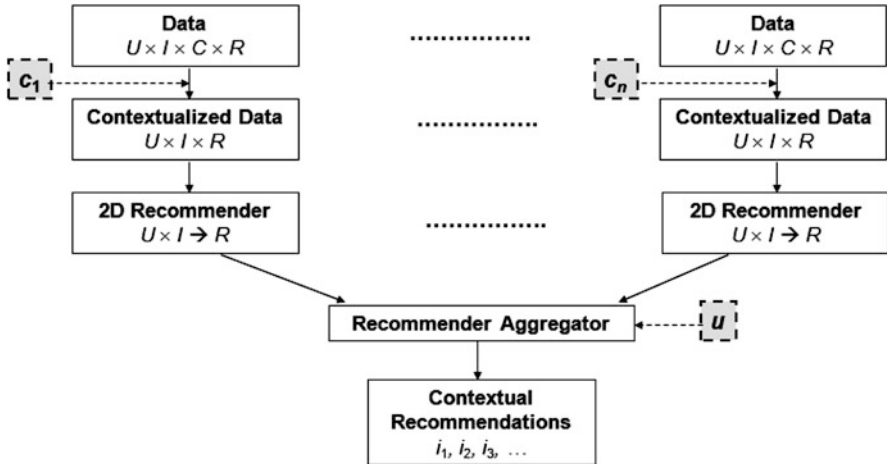 Data
U × I × C × R
Data
U × I × C × R
c1
cn
Contextualized Data
U × I × R
Contextualized Data
U × I × R
2D Recommender
U × I → R
2D Recommender
U × I → R
Recommender Aggregator
u
Contextual
Recommendations
i1, i2, i3, …